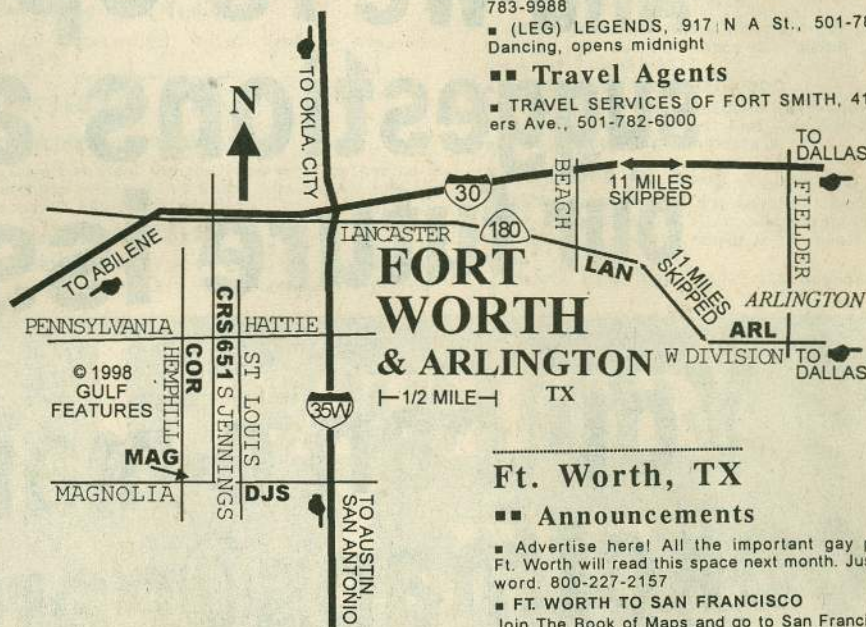 783-9988
▪ (LEG) LEGENDS, 917 N A St., 501-78
Dancing, opens midnight
▪▪ Travel Agents
▪ TRAVEL SERVICES OF FORT SMITH, 41
ers Ave., 501-782-6000
N
TO OKLA. CITY
30
BEACH
11 MILES
SKIPPED
TO
DALLAS
FIELDER
LANCASTER
180
LAN
11 MILES
SKIPPED
ARLINGTON
ARL
W DIVISION
TO
DALLAS
TO ABILENE
FORT
WORTH
& ARLINGTON
TX
1/2 MILE
PENNSYLVANIA
HATTIE
© 1998
GULF
FEATURES
HEMPHILL
COR
CRS 651
S JENNINGS
ST LOUIS
35W
MAG
MAGNOLIA
DJS
TO AUSTIN,
SAN ANTONIO
Ft. Worth, TX
▪▪ Announcements
▪ Advertise here! All the important gay p
Ft. Worth will read this space next month. Jus
word. 800-227-2157
▪ FT. WORTH TO SAN FRANCISCO
Join The Book of Maps and go to San Franci